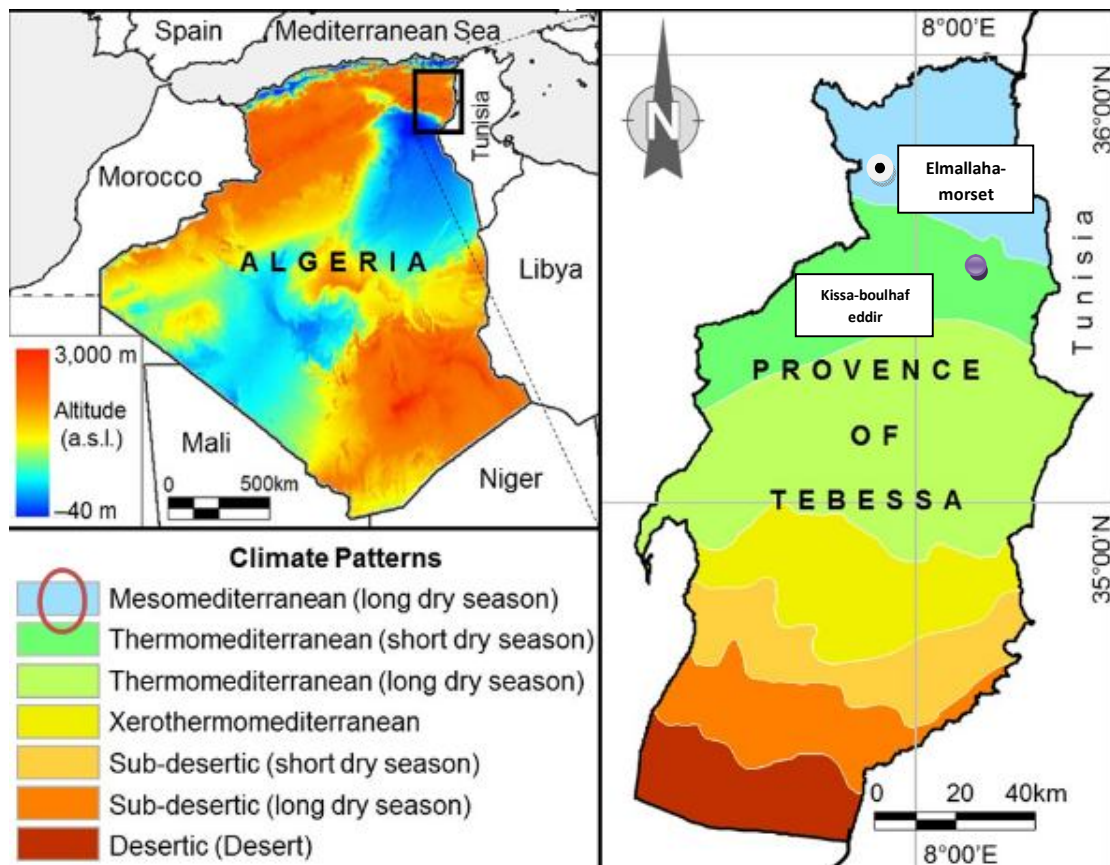 Spain
Mediterranean Sea
Tunisia
Morocco
ALGERIA
Libya
3,000 m
Altitude
(a.s.l.)
–40 m
Mali
Niger
0
500km
Climate Patterns
Mesomediterranean (long dry season)
Thermomediterranean (short dry season)
Thermomediterranean (long dry season)
Xerothermomediterranean
Sub-desertic (short dry season)
Sub-desertic (long dry season)
Desertic (Desert)
8°00'E
N
36°00'N
Elmallaha-
morset
Tunisia
Kissa-boulhaf
eddir
PROVENCE
OF
TEBESSA
35°00'N
0 20 40km
8°00'E